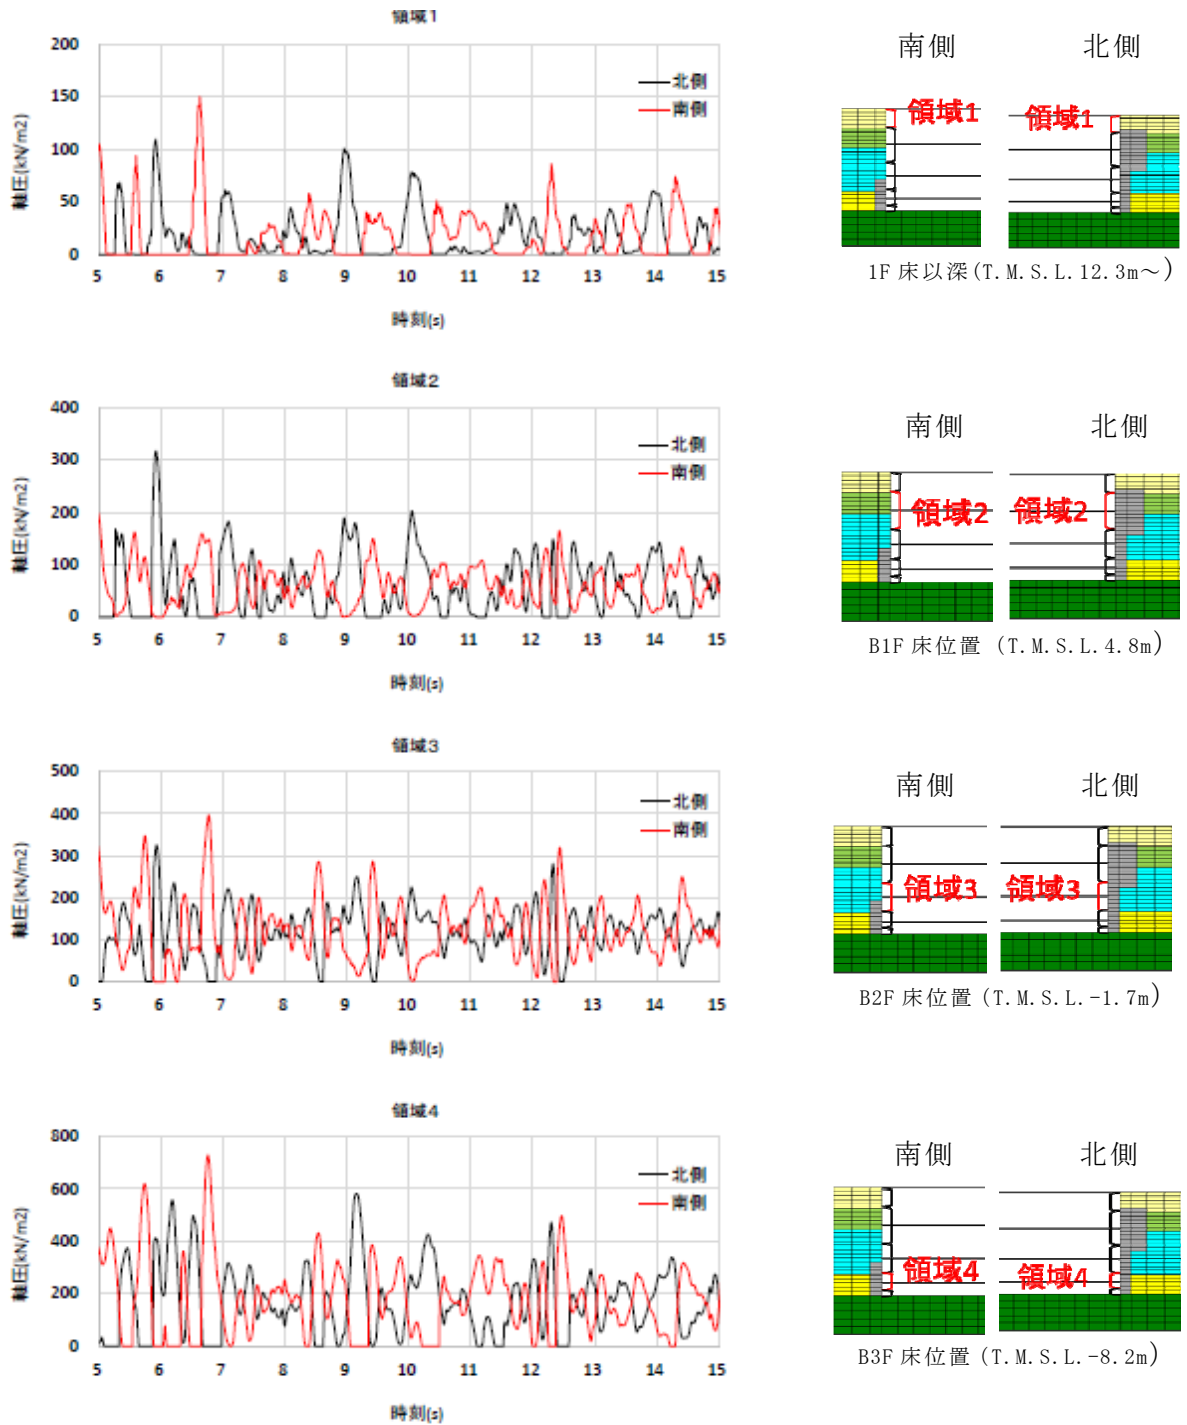 領域1
200
150
100
50
0
軸圧(kN/m2)
北側
南側
5 6 7 8 9 10 11 12 13 14 15
時刻(s)
南側 北側
領域1 領域1
1F 床以深(T.M.S.L.12.3m～)
領域2
400
300
200
100
0
軸圧(kN/m2)
北側
南側
5 6 7 8 9 10 11 12 13 14 15
時刻(s)
南側 北側
領域2 領域2
B1F 床位置 (T.M.S.L.4.8m)
領域3
500
400
300
200
100
0
軸圧(kN/m2)
北側
南側
5 6 7 8 9 10 11 12 13 14 15
時刻(s)
南側 北側
領域3 領域3
B2F 床位置 (T.M.S.L.-1.7m)
領域4
800
600
400
200
0
軸圧(kN/m2)
北側
南側
5 6 7 8 9 10 11 12 13 14 15
時刻(s)
南側 北側
領域4 領域4
B3F 床位置 (T.M.S.L.-8.2m)